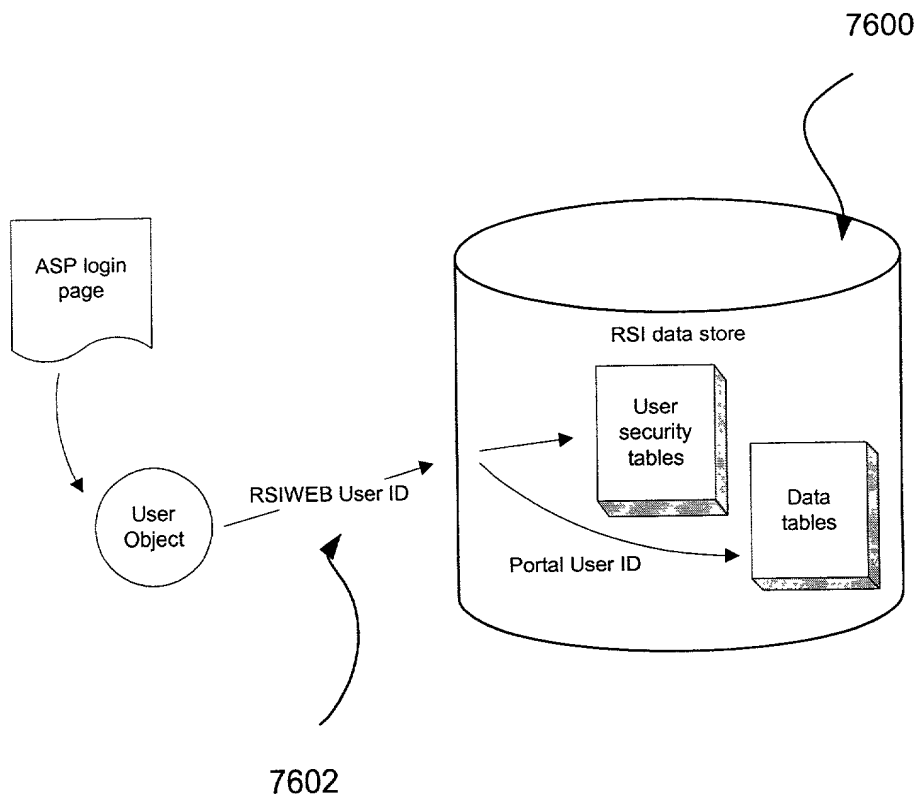 7600
ASP login
page
RSI data store
User
security
tables
RSIWEB User ID
User
Object
Data
tables
Portal User ID
7602